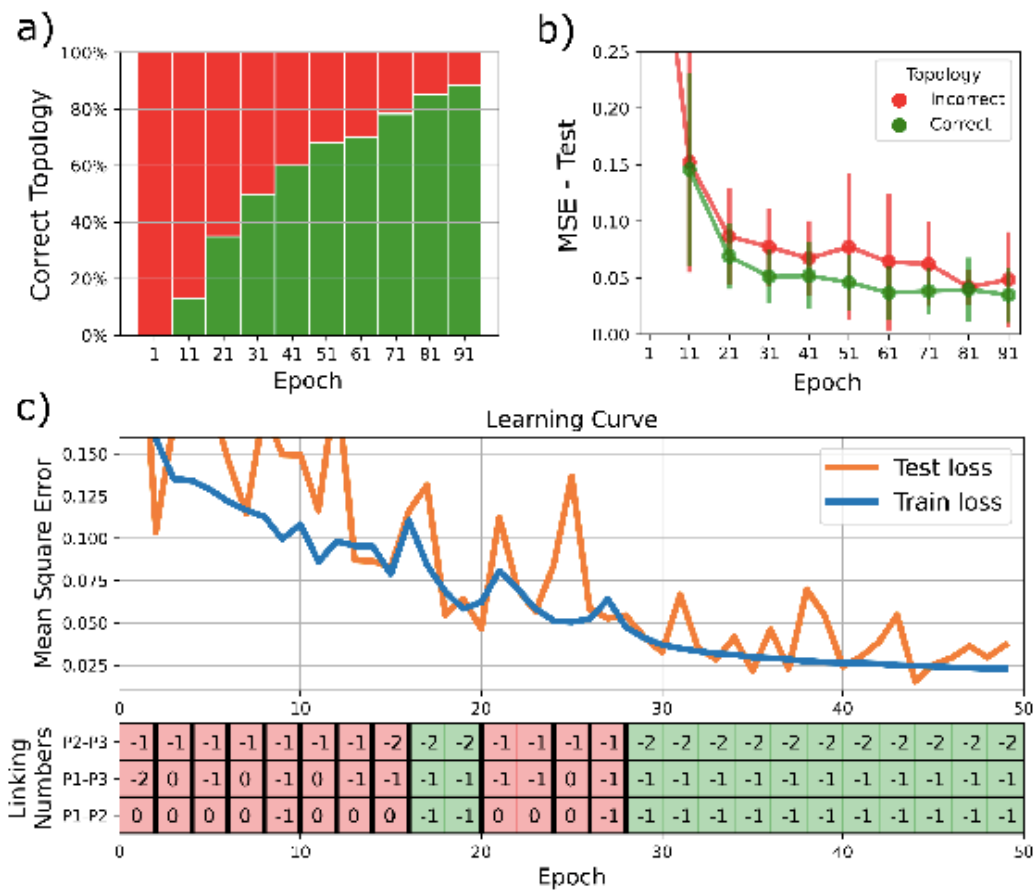 a)
100%
80%
60%
40%
20%
0%
Correct Topology
1 11 21 31 41 51 61 71 81 91
Epoch
b)
0.25
0.20
0.15
0.10
0.05
0.00
MSE - Test
Topology
Incorrect
Correct
1 11 21 31 41 51 61 71 81 91
Epoch
c)
Learning Curve
0.150
0.125
0.100
0.075
0.050
0.025
Mean Square Error
Test loss
Train loss
0 10 20 30 40 50
Linking
Numbers
P2-P3 -1 -1 -1 -1 -1 -1 -1 -2 -2 -2 -1 -1 -1 -1 -2 -2 -2 -2 -2 -2 -2 -2 -2 -2 -2
P1-P3 -2 0 -1 0 -1 0 -1 -1 -1 -1 -1 -1 0 -1 -1 -1 -1 -1 -1 -1 -1 -1 -1 -1 -1
P1 P2 0 0 0 0 -1 0 0 0 -1 -1 0 0 0 -1 -1 -1 -1 -1 -1 -1 -1 -1 -1 -1 -1
0 10 20 30 40 50
Epoch